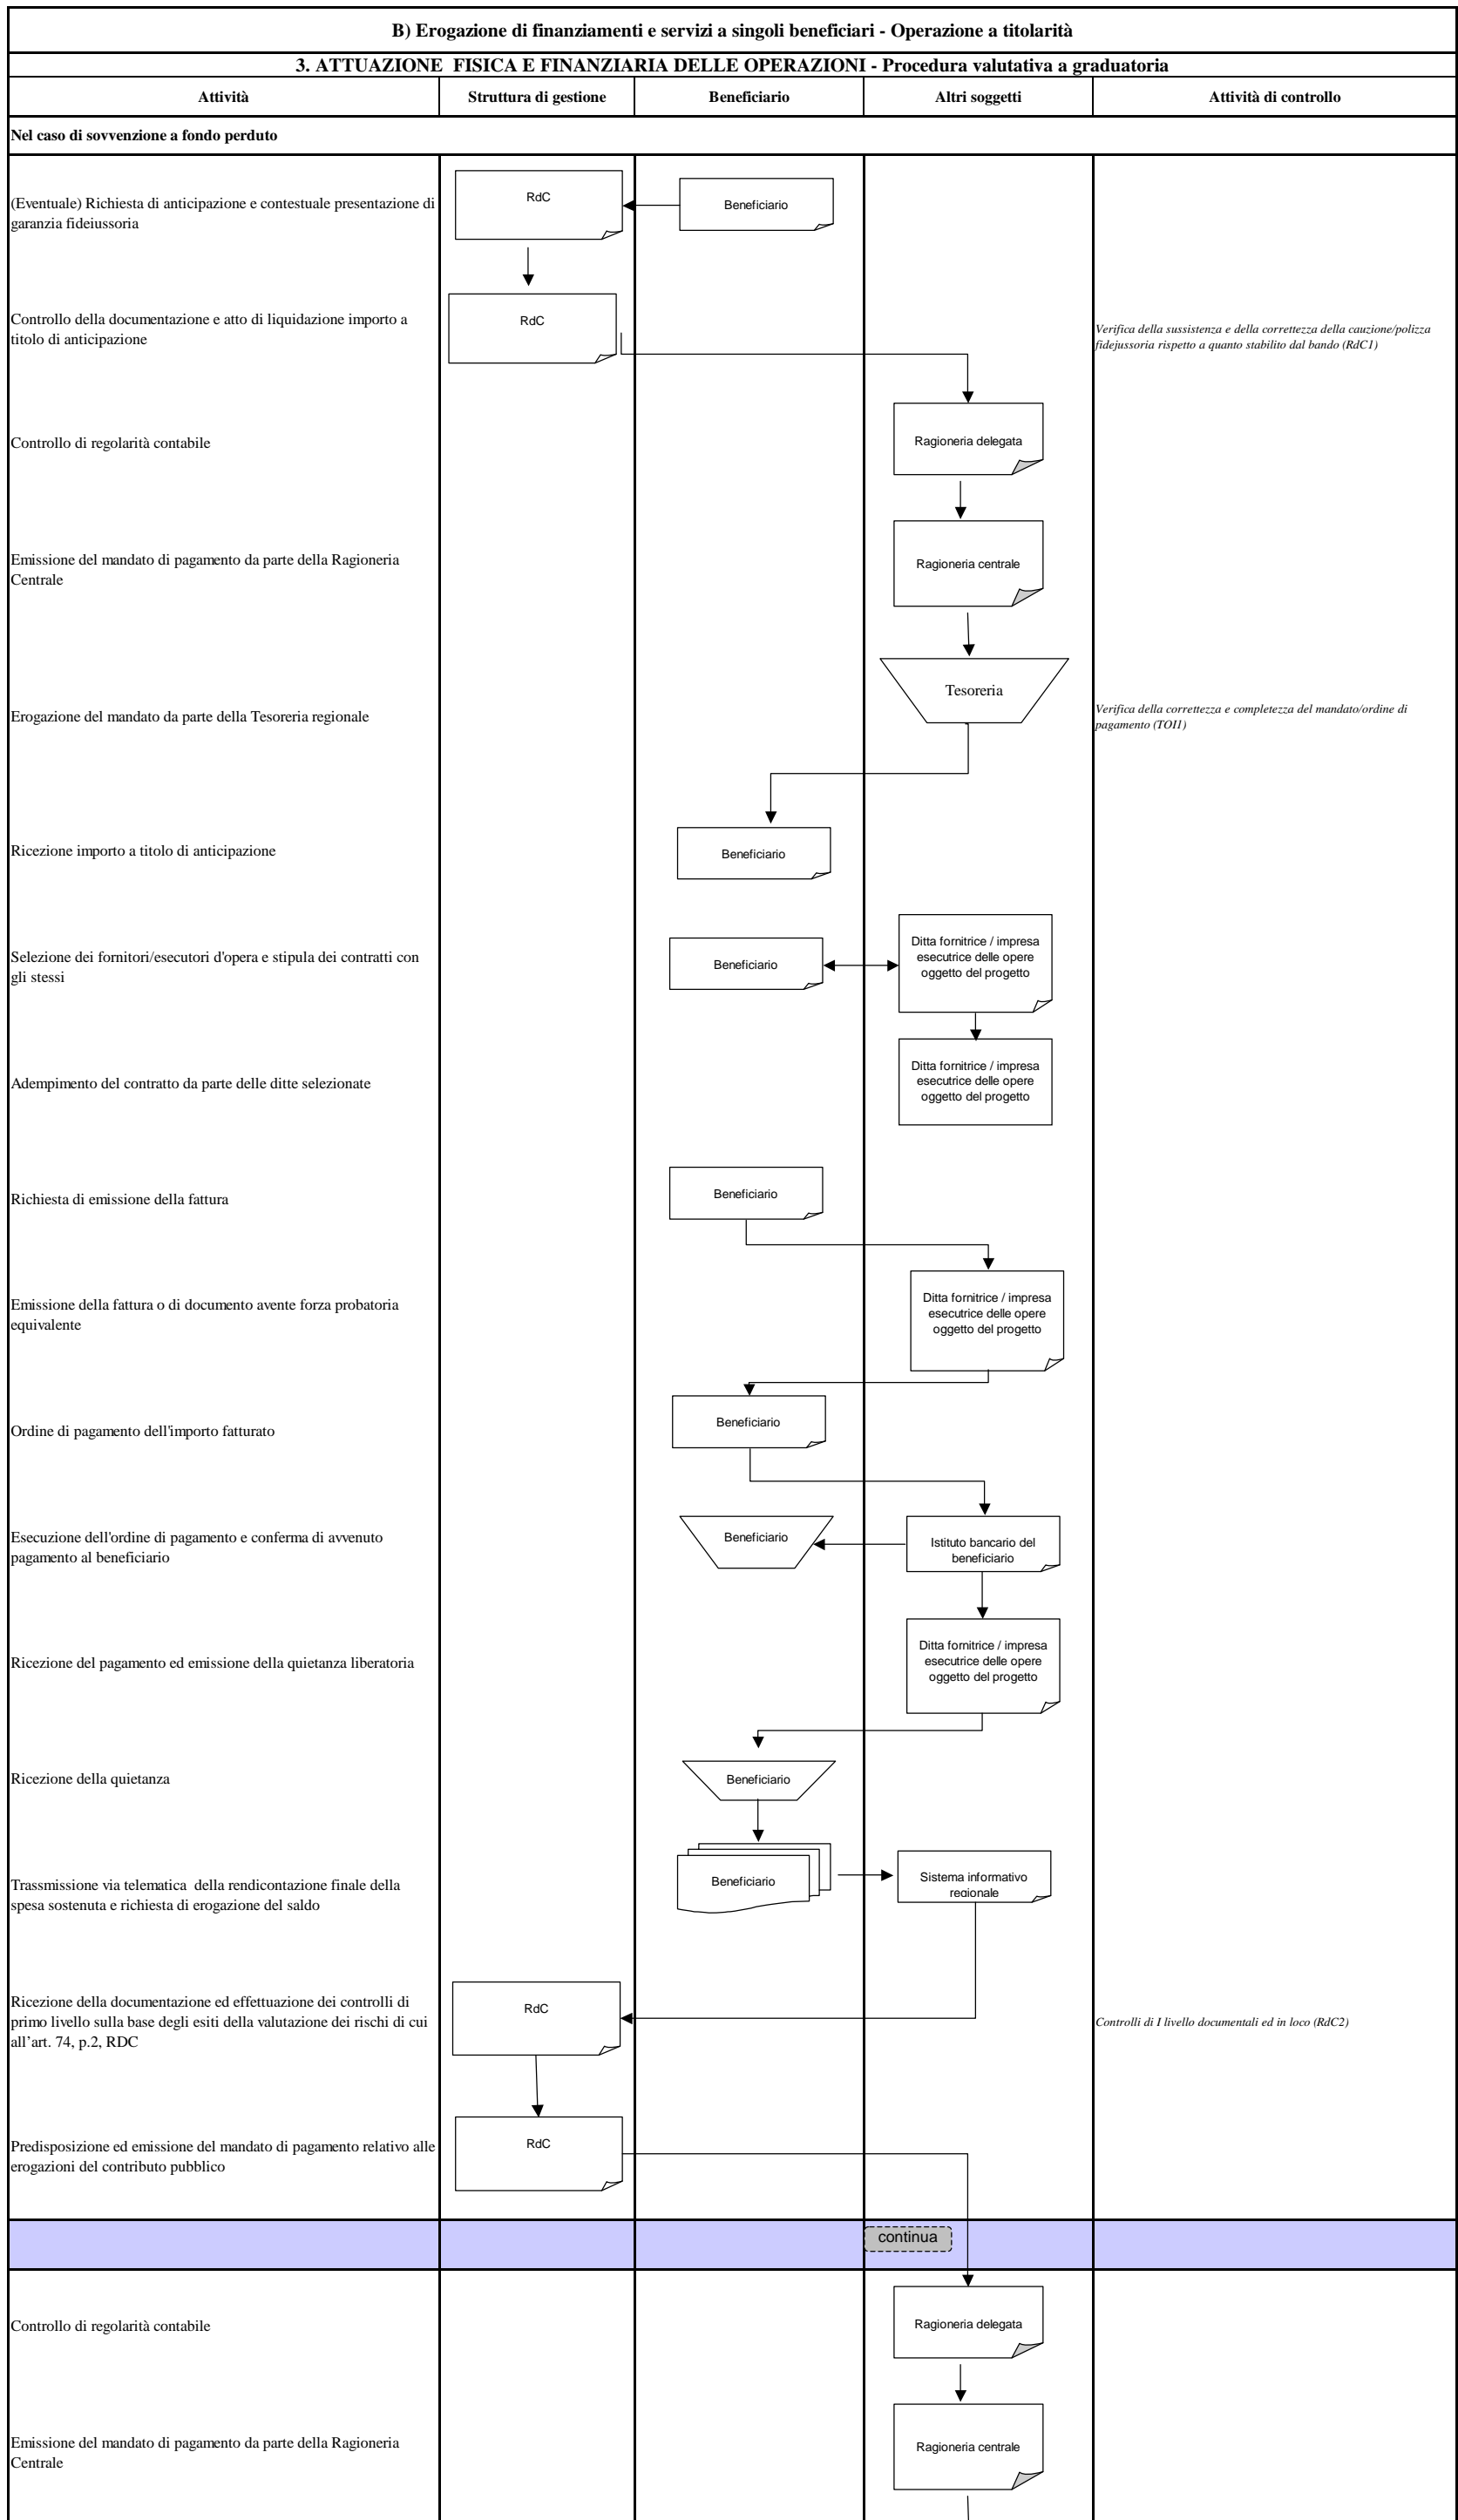 B) Erogazione di finanziamenti e servizi a singoli beneficiari - Operazione a titolarità
3. ATTUAZIONE  FISICA E FINANZIARIA DELLE OPERAZIONI - Procedura valutativa a graduatoria
Attività
Struttura di gestione
Beneficiario
Altri soggetti
Attività di controllo
Nel caso di sovvenzione a fondo perduto
(Eventuale) Richiesta di anticipazione e contestuale presentazione di
garanzia fideiussoria
RdC
Beneficiario
Controllo della documentazione e atto di liquidazione importo a
titolo di anticipazione
RdC
Verifica della sussistenza e della correttezza della cauzione/polizza
fidejussoria rispetto a quanto stabilito dal bando (RdC1)
Controllo di regolarità contabile
Ragioneria delegata
Emissione del mandato di pagamento da parte della Ragioneria
Centrale
Ragioneria centrale
Erogazione del mandato da parte della Tesoreria regionale
Tesoreria
Verifica della correttezza e completezza del mandato/ordine di
pagamento (TOI1)
Ricezione importo a titolo di anticipazione
Beneficiario
Selezione dei fornitori/esecutori d'opera e stipula dei contratti con
gli stessi
Beneficiario
Ditta fornitrice / impresa
esecutrice delle opere
oggetto del progetto
Adempimento del contratto da parte delle ditte selezionate
Ditta fornitrice / impresa
esecutrice delle opere
oggetto del progetto
Richiesta di emissione della fattura
Beneficiario
Emissione della fattura o di documento avente forza probatoria
equivalente
Ditta fornitrice / impresa
esecutrice delle opere
oggetto del progetto
Ordine di pagamento dell'importo fatturato
Beneficiario
Esecuzione dell'ordine di pagamento e conferma di avvenuto
pagamento al beneficiario
Beneficiario
Istituto bancario del
beneficiario
Ricezione del pagamento ed emissione della quietanza liberatoria
Ditta fornitrice / impresa
esecutrice delle opere
oggetto del progetto
Ricezione della quietanza
Beneficiario
Trassmissione via telematica  della rendicontazione finale della
spesa sostenuta e richiesta di erogazione del saldo
Beneficiario
Sistema informativo
regionale
Ricezione della documentazione ed effettuazione dei controlli di
primo livello sulla base degli esiti della valutazione dei rischi di cui
all’art. 74, p.2, RDC
RdC
Controlli di I livello documentali ed in loco (RdC2)
Predisposizione ed emissione del mandato di pagamento relativo alle
erogazioni del contributo pubblico
RdC
continua
Controllo di regolarità contabile
Ragioneria delegata
Emissione del mandato di pagamento da parte della Ragioneria
Centrale
Ragioneria centrale